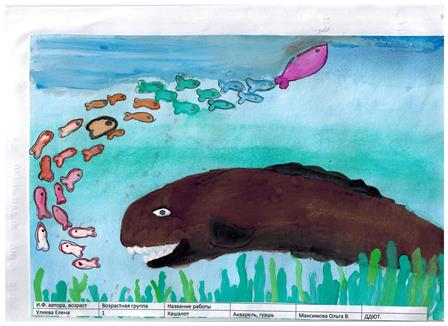 И.Ф. автора, возраст Возрастная группа Название работы
Улеева Елена 1 Кашалот Акварель, гуашь Максимова Ольга В. ДДЮТ.